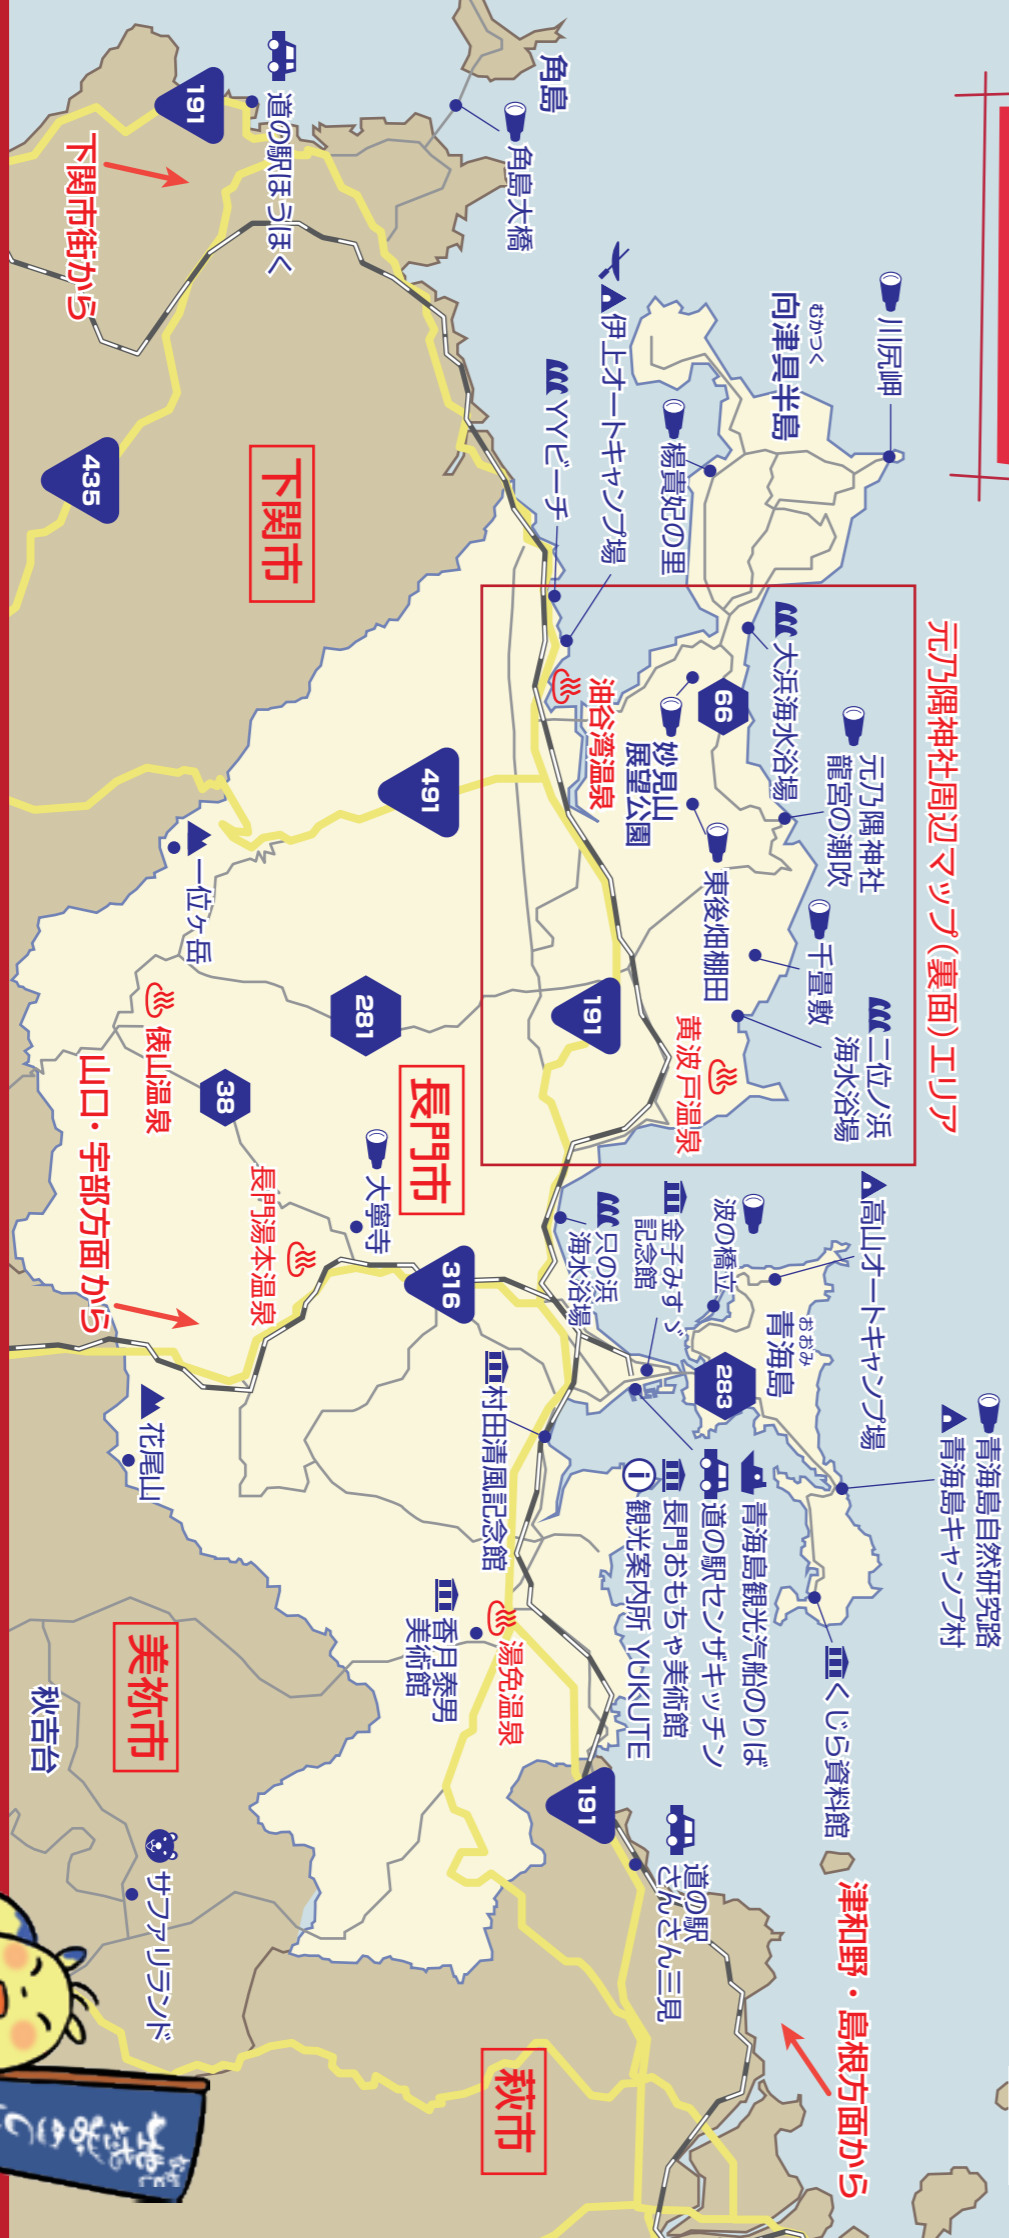 角島
角島大橋
道の駅ほうほく
191
下関市街から
435
下関市
川尻岬
むかつく
向津具半島
楊貴妃の里
伊上オートキャンプ場
YYビーチ
元乃隅神社周辺マップ(裏面)エリア
大浜海水浴場
元乃隅神社
龍宮の潮吹
千畳敷
二位ノ浜
海水浴場
66
妙見山
展望公園
東後畑棚田
油谷湾温泉
黄波戸温泉
191
491
一位ヶ岳
281
俵山温泉
38
長門市
大寧寺
長門湯本温泉
山口・宇部方面から
316
花尾山
高山オートキャンプ場
波の橋立
おおみ
青海島
金子みすゞ
記念館
只の浜
海水浴場
283
青海島自然研究路
青海島キャンプ村
くじら資料館
青海島観光汽船のりば
道の駅センザキッチン
長門おもちゃ美術館
観光案内所 YUKUTE
村田清風記念館
香月泰男
美術館
湯免温泉
191
道の駅
さんさん三見
津和野・島根方面から
美祢市
秋吉台
サファリランド
萩市